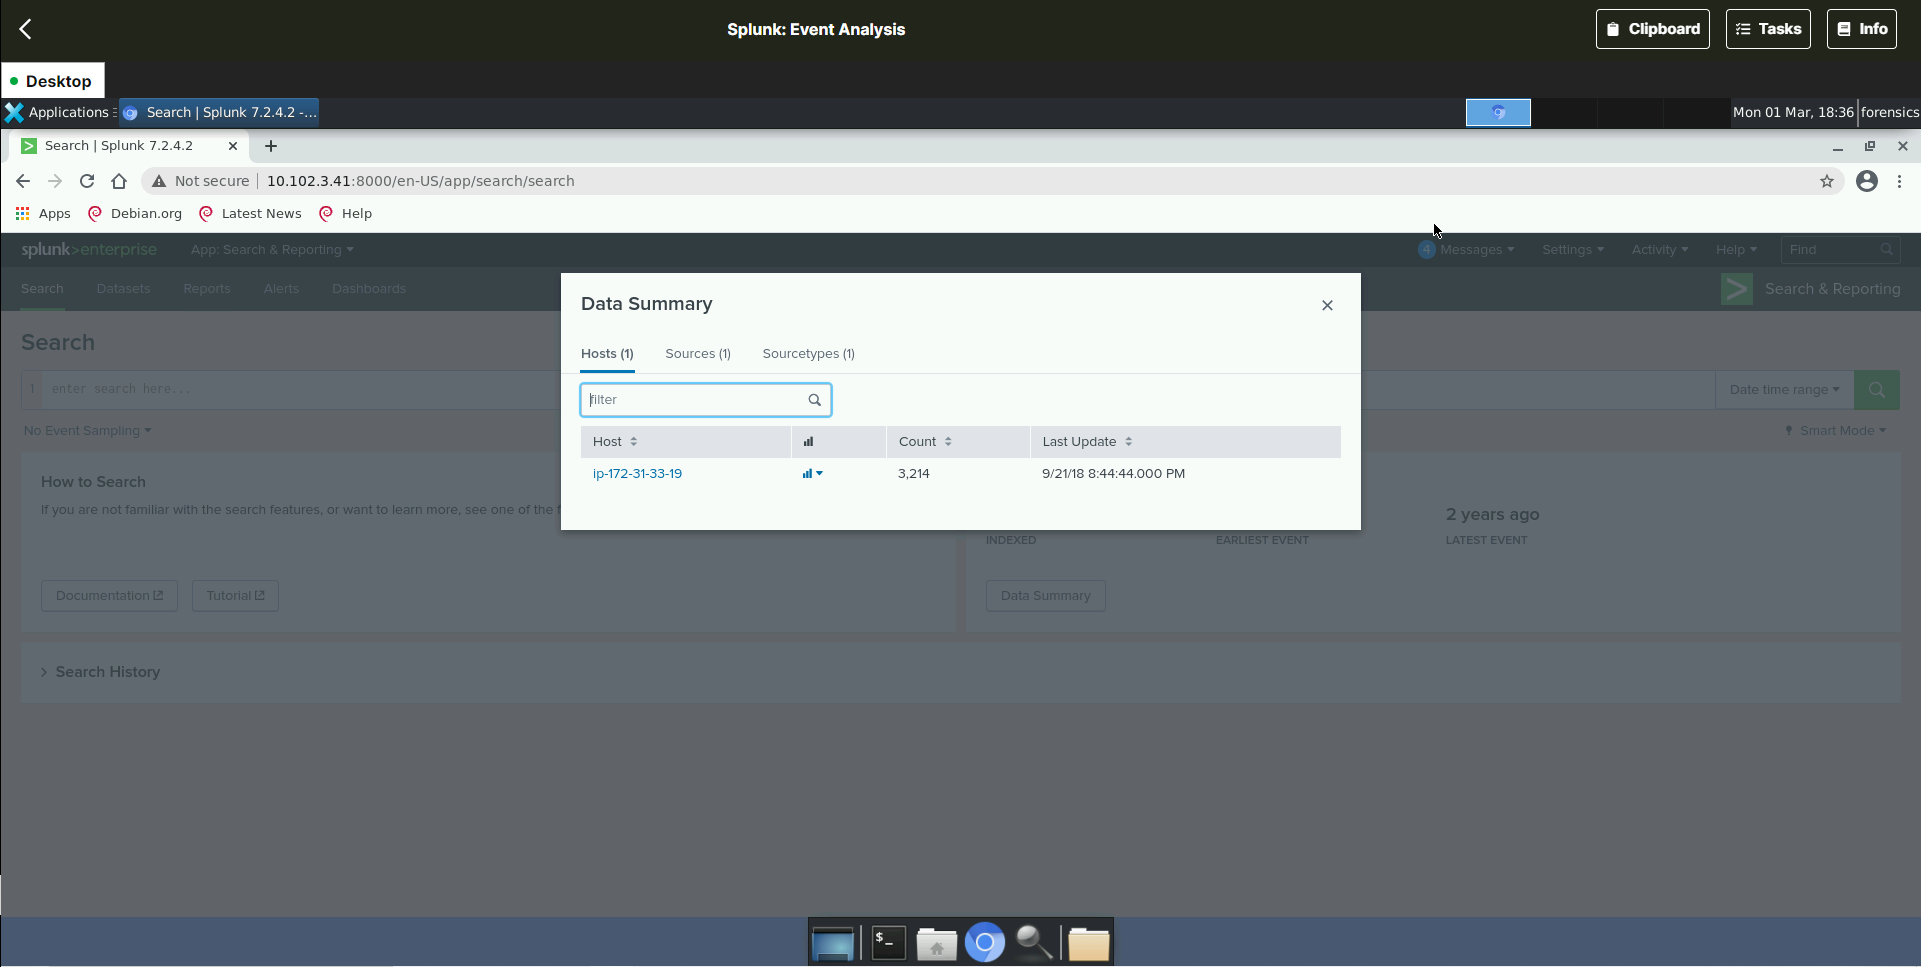 Splunk: Event Analysis
Clipboard
Tasks
Info
Desktop
Applications
Search | Splunk 7.2.4.2 -...
Mon 01 Mar, 18:36
forensics
Search | Splunk 7.2.4.2
Not secure
10.102.3.41:8000/en-US/app/search/search
Apps
Debian.org
Latest News
Help
splunk>enterprise
App: Search & Reporting
4 Messages
Settings
Activity
Help
Find
Search
Datasets
Reports
Alerts
Dashboards
Search & Reporting
Search
1 enter search here...
Date time range
No Event Sampling
Smart Mode
Data Summary
Hosts (1)
Sources (1)
Sourcetypes (1)
filter
Host
Count
Last Update
ip-172-31-33-19
3,214
9/21/18 8:44:44.000 PM
How to Search
If you are not familiar with the search features, or want to learn more, see one of the
Documentation
Tutorial
2 years ago
INDEXED
EARLIEST EVENT
LATEST EVENT
Data Summary
Search History
$_